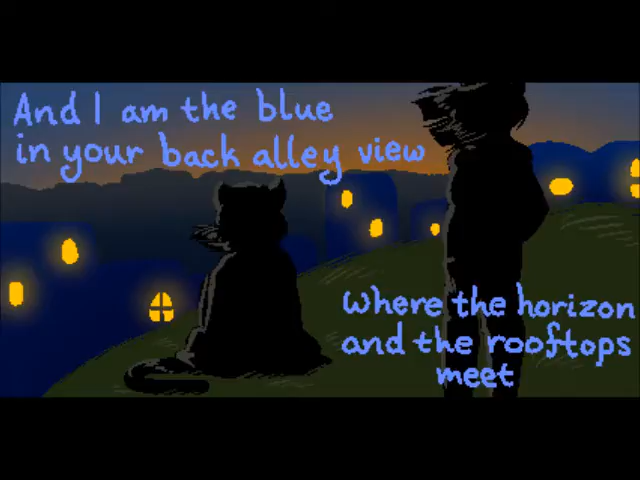 And I am the blue
in your back alley view
Where the horizon
and the rooftops
meet